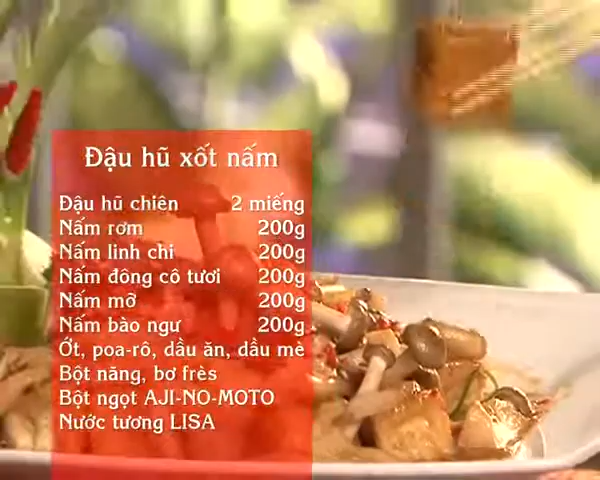 Đậu hũ xốt nấm
Đậu hũ chiên 2 miếng
Nấm rơm 200g
Nấm linh chi 200g
Nấm đông cô tươi 200g
Nấm mỡ 200g
Nấm bào ngư 200g
Ớt, poa-rô, dầu ăn, dầu mè
Bột năng, bơ frès
Bột ngọt AJI-NO-MOTO
Nước tương LISA